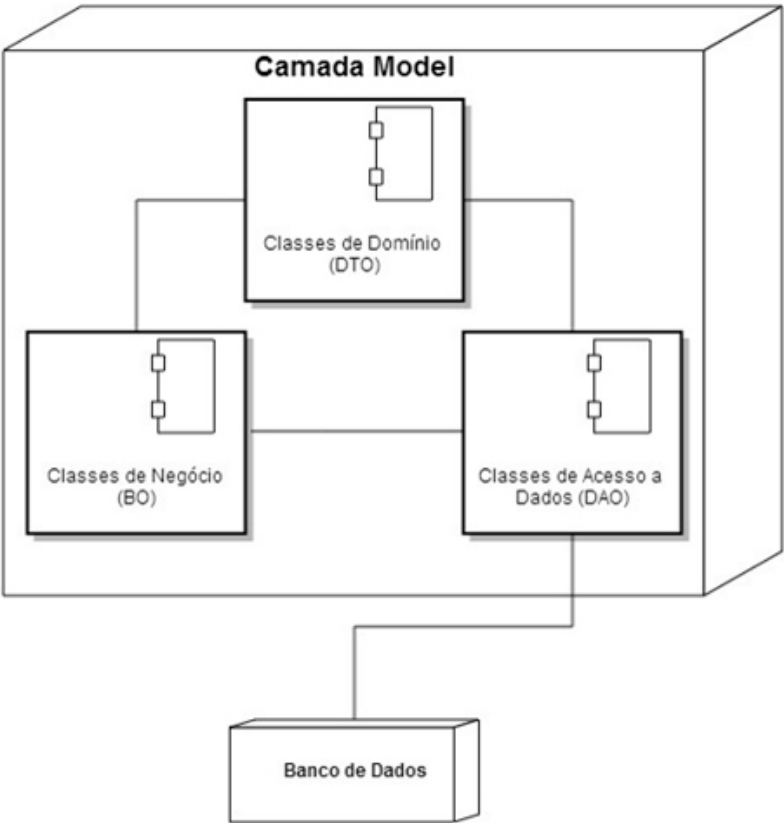 Camada Model
Classes de Domínio
(DTO)
Classes de Negócio
(BO)
Classes de Acesso a
Dados (DAO)
Banco de Dados